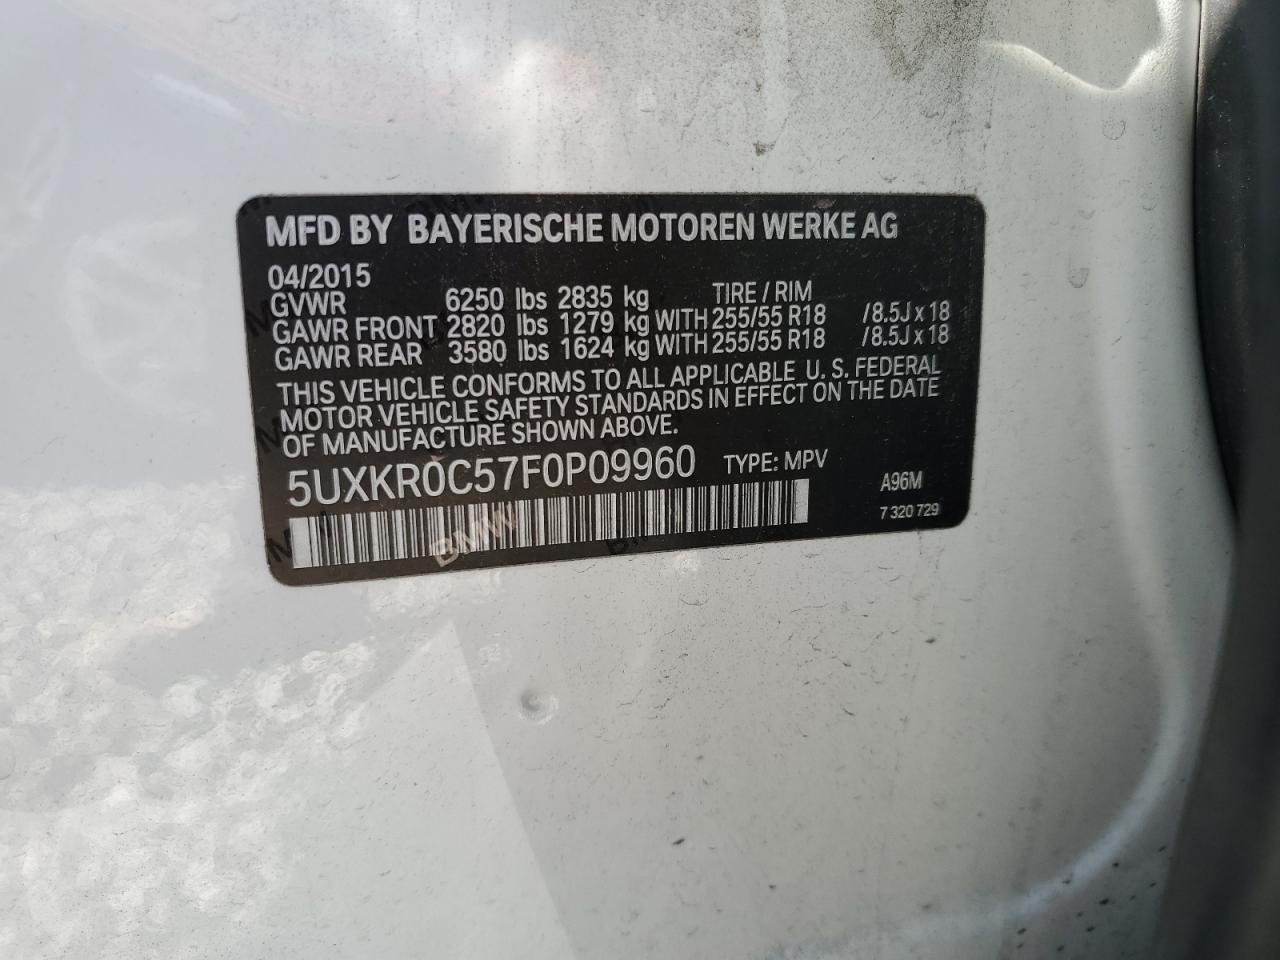 MFD BY BAYERISCHE MOTOREN WERKE AG
04/2015
GVWR 6250 lbs 2835 kg TIRE / RIM
GAWR FRONT 2820 lbs 1279 kg WITH 255/55 R18 /8.5J x 18
GAWR REAR 3580 lbs 1624 kg WITH 255/55 R18 /8.5J x 18
THIS VEHICLE CONFORMS TO ALL APPLICABLE U. S. FEDERAL
MOTOR VEHICLE SAFETY STANDARDS IN EFFECT ON THE DATE
OF MANUFACTURE SHOWN ABOVE.
5UXKR0C57F0P09960 TYPE: MPV
A96M
7 320 729
BMW